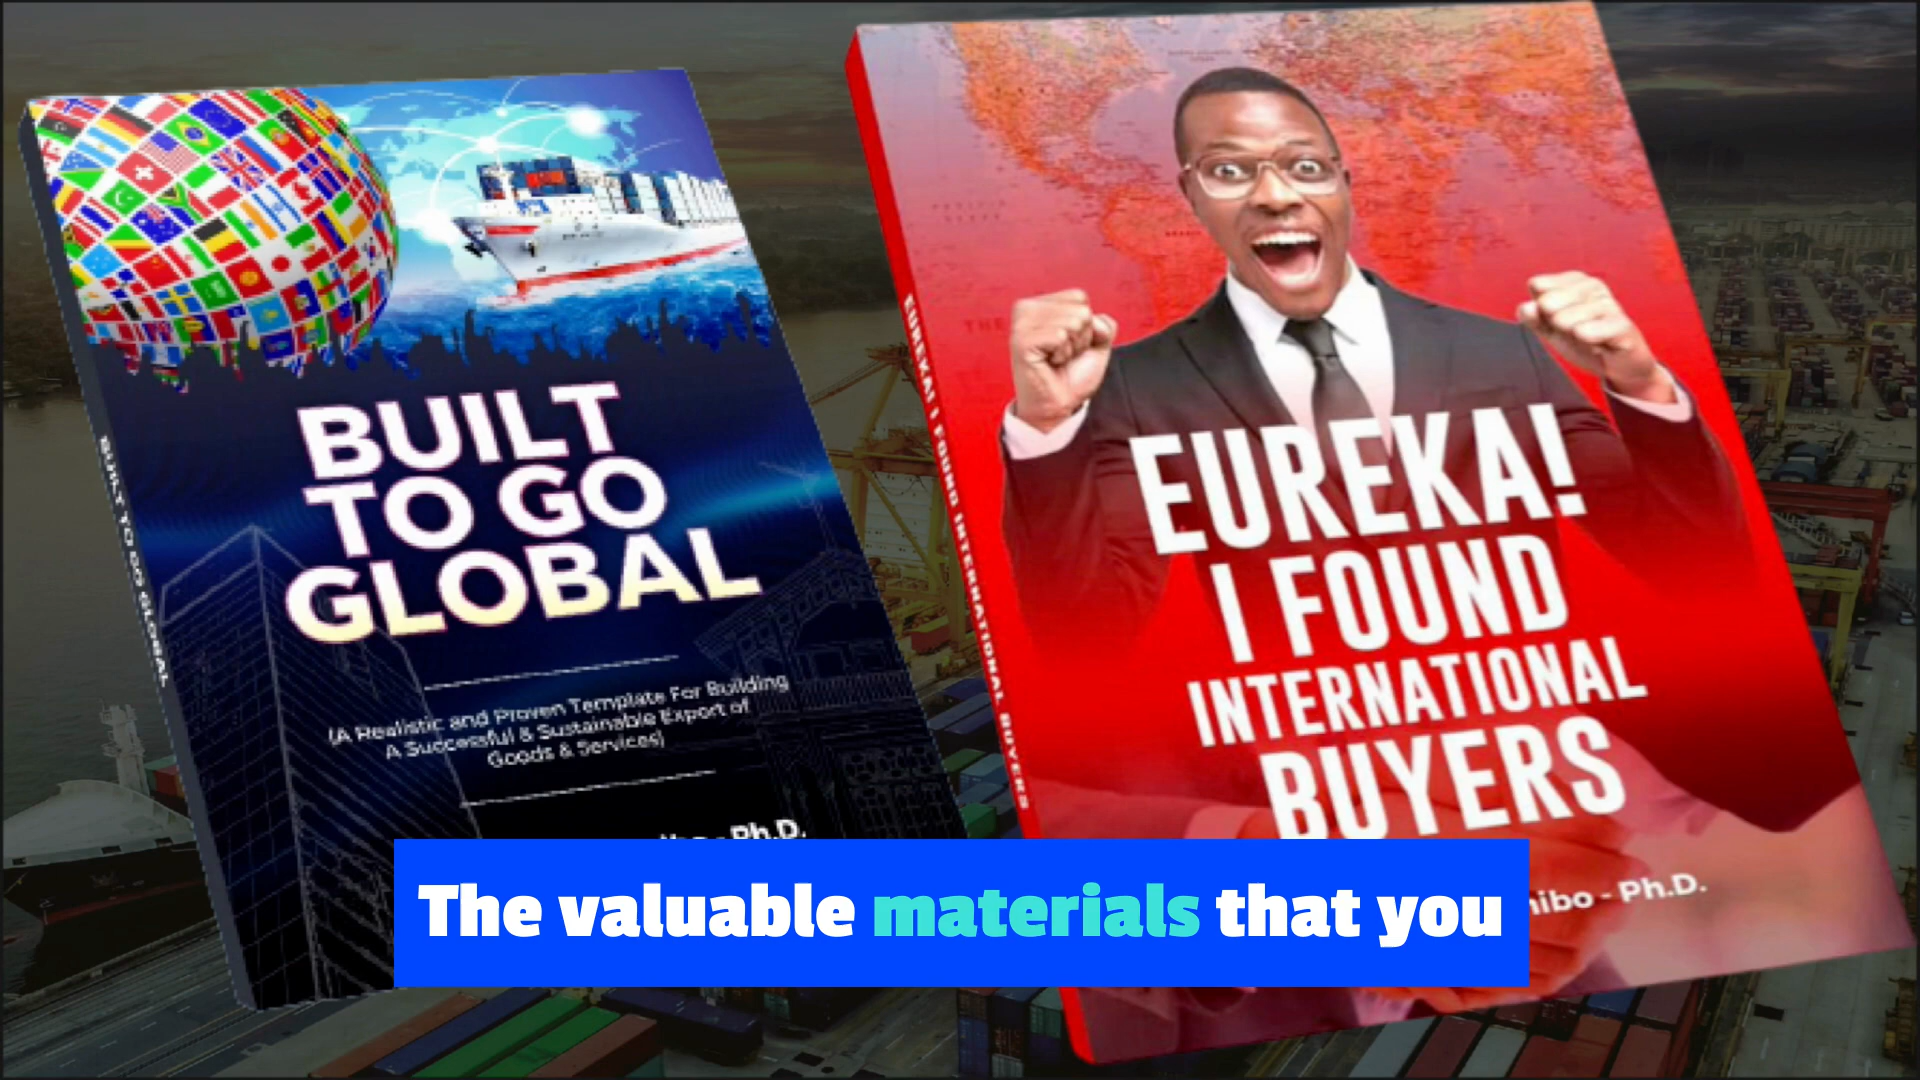 BUILT TO GO GLOBAL
BUILT
TO GO
GLOBAL
(A Realistic and Proven Template For Building
A Successful & Sustainable Export of
Goods & Services)
- Ph.D.
EUREKA! I FOUND INTERNATIONAL BUYERS
EUREKA!
I FOUND
INTERNATIONAL
BUYERS
- Ph.D.
The valuable materials that you